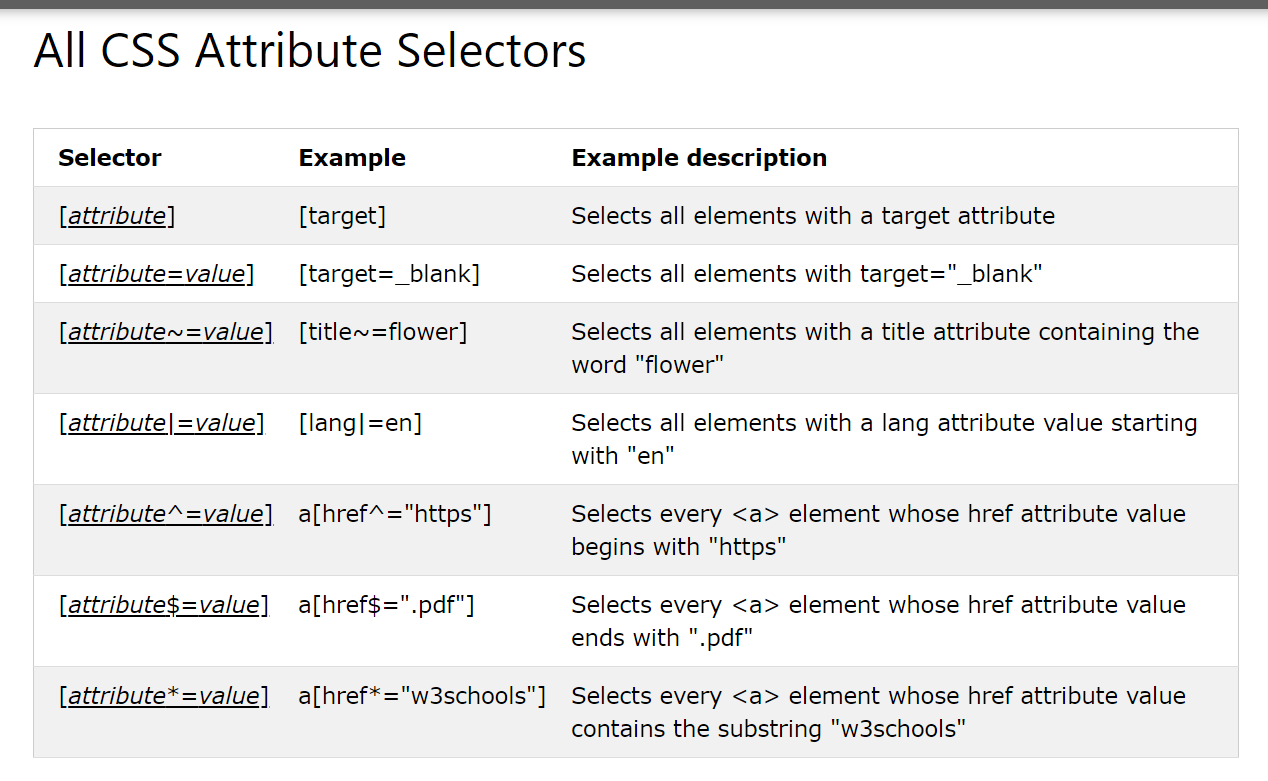 All CSS Attribute Selectors
Selector Example Example description
[attribute] [target] Selects all elements with a target attribute
[attribute=value] [target=_blank] Selects all elements with target="_blank"
[attribute~=value] [title~=flower] Selects all elements with a title attribute containing the
word "flower"
[attribute|=value] [lang|=en] Selects all elements with a lang attribute value starting
with "en"
[attribute^=value] a[href^="https"] Selects every <a> element whose href attribute value
begins with "https"
[attribute$=value] a[href$=".pdf"] Selects every <a> element whose href attribute value
ends with ".pdf"
[attribute*=value] a[href*="w3schools"] Selects every <a> element whose href attribute value
contains the substring "w3schools"